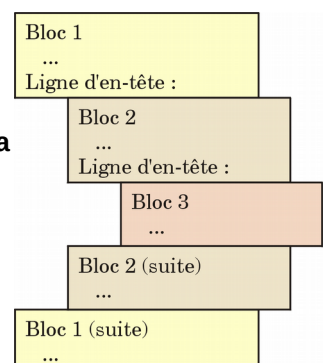 Bloc 1
...
Ligne d'en-tête :
Bloc 2
a
...
Ligne d'en-tête :
Bloc 3
...
Bloc 2 (suite)
...
Bloc 1 (suite)
...